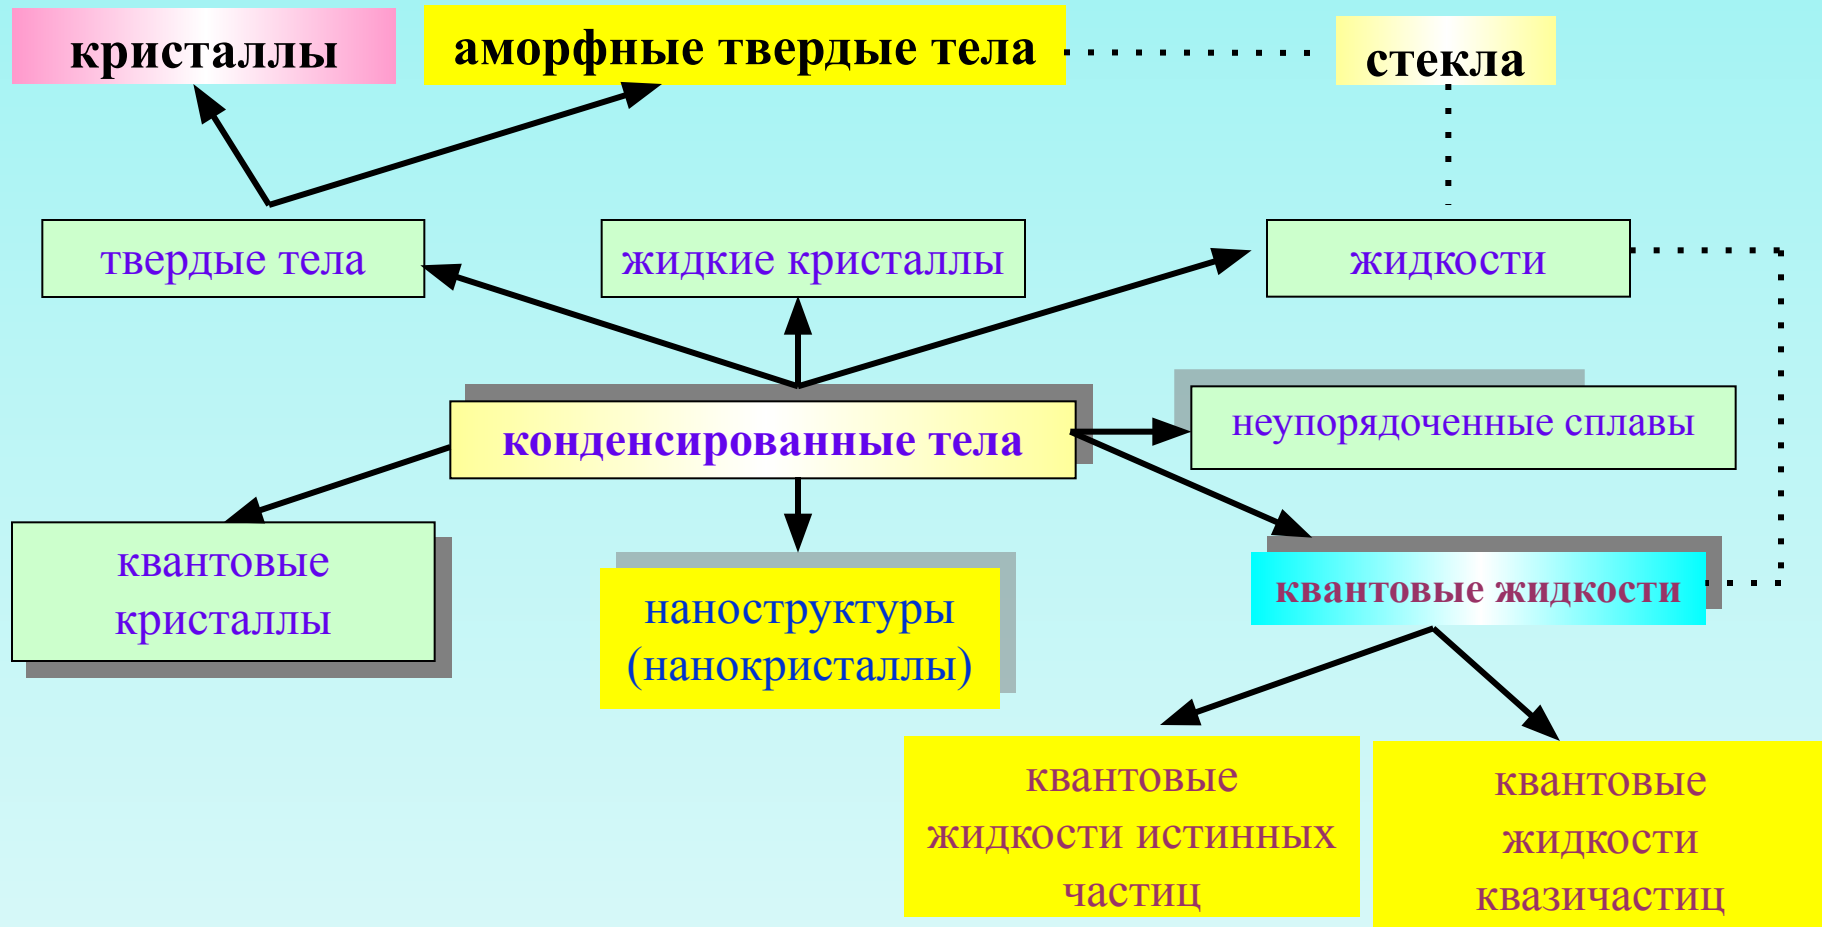 кристаллы
аморфные твердые тела
стекла
твердые тела
жидкие кристаллы
жидкости
конденсированные тела
неупорядоченные сплавы
квантовые
кристаллы
наноструктуры
(нанокристаллы)
квантовые жидкости
квантовые
жидкости истинных
частиц
квантовые
жидкости
квазичастиц